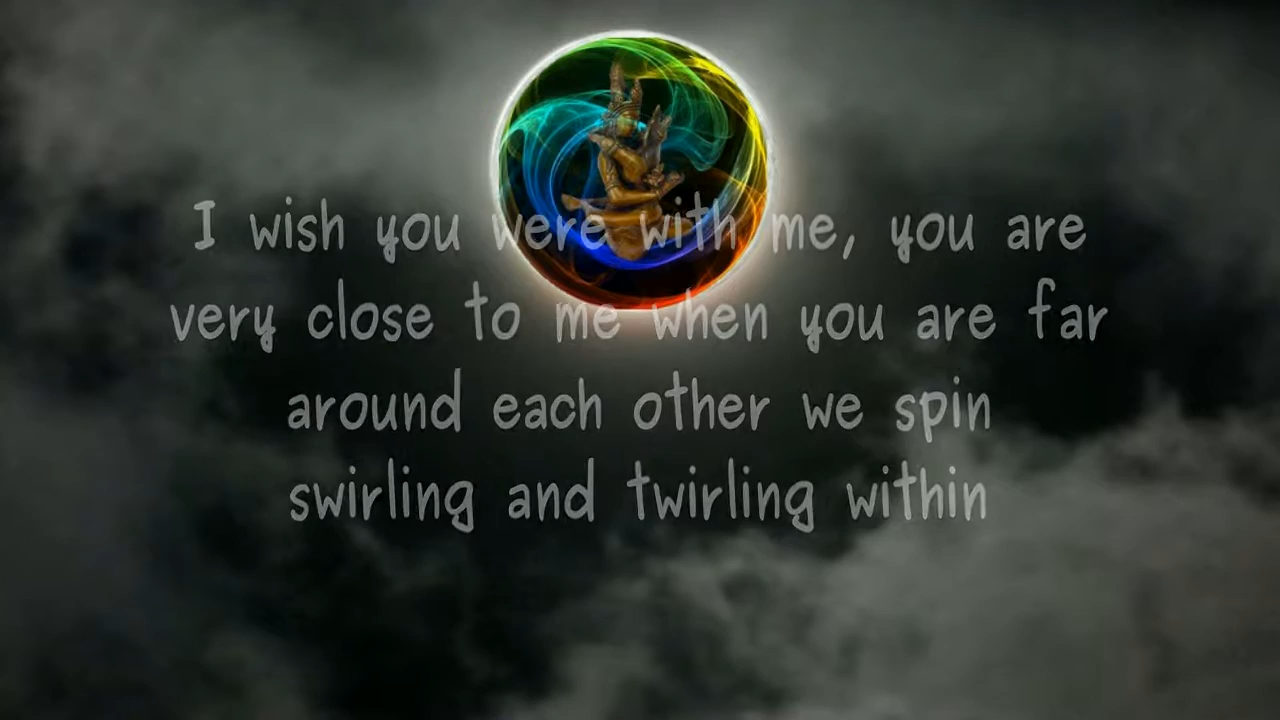 I wish you were with me, you are
very close to me when you are far
around each other we spin
swirling and twirling within